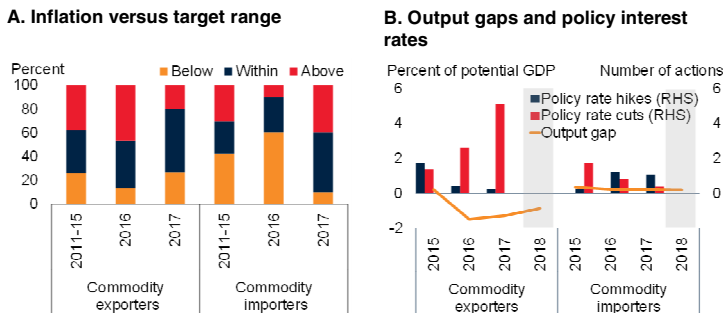 A. Inflation versus target range
Percent
Below Within Above
100
80
60
40
20
0
2011-15 2016 2017 2011-15 2016 2017
Commodity exporters
Commodity importers
B. Output gaps and policy interest
rates
Percent of potential GDP Number of actions
6 6
Policy rate hikes (RHS)
Policy rate cuts (RHS)
Output gap
2 2
0 0
-2
2015 2016 2017 2018 2015 2016 2017 2018
Commodity exporters
Commodity importers